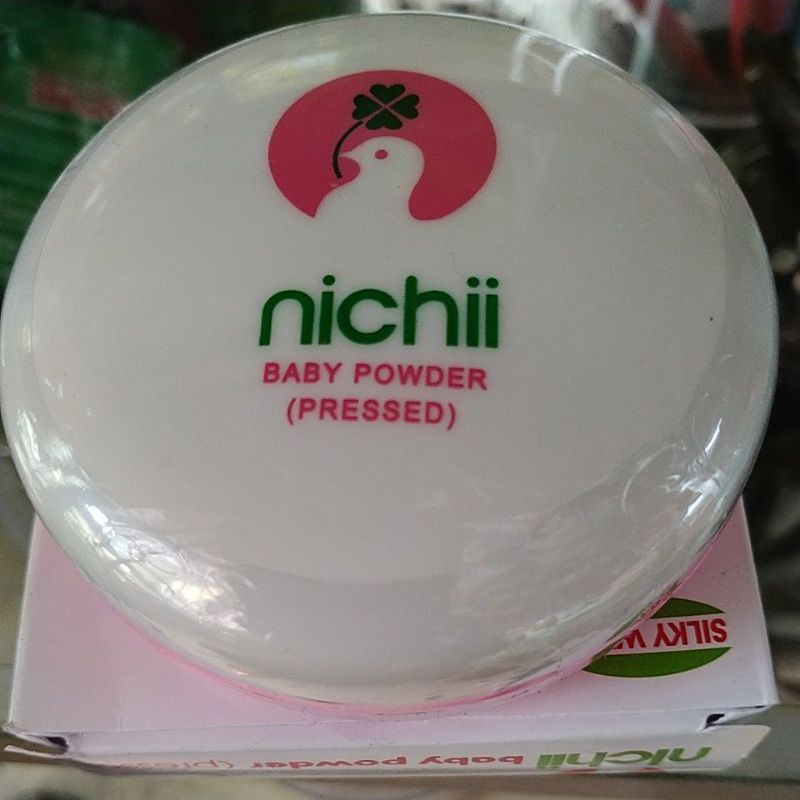 nichii
BABY POWDER
(PRESSED)
SILKY
nichii baby powder